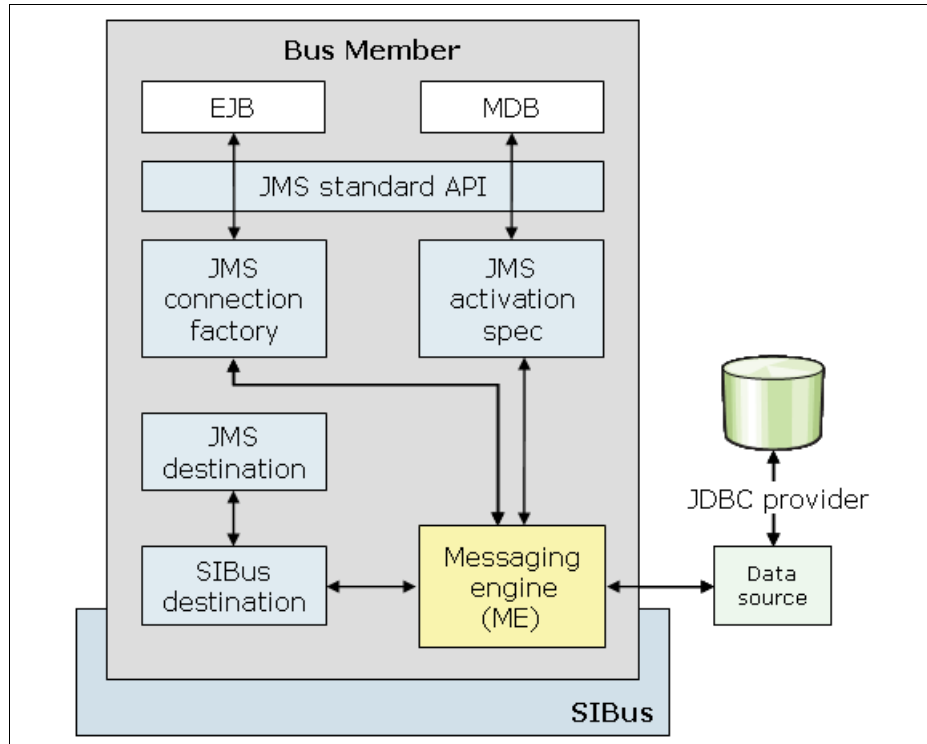 Bus Member
EJB
MDB
JMS standard API
JMS
connection
factory
JMS
activation
spec
JMS
destination
JDBC provider
SIBus
destination
Messaging
engine
(ME)
Data
source
SIBus